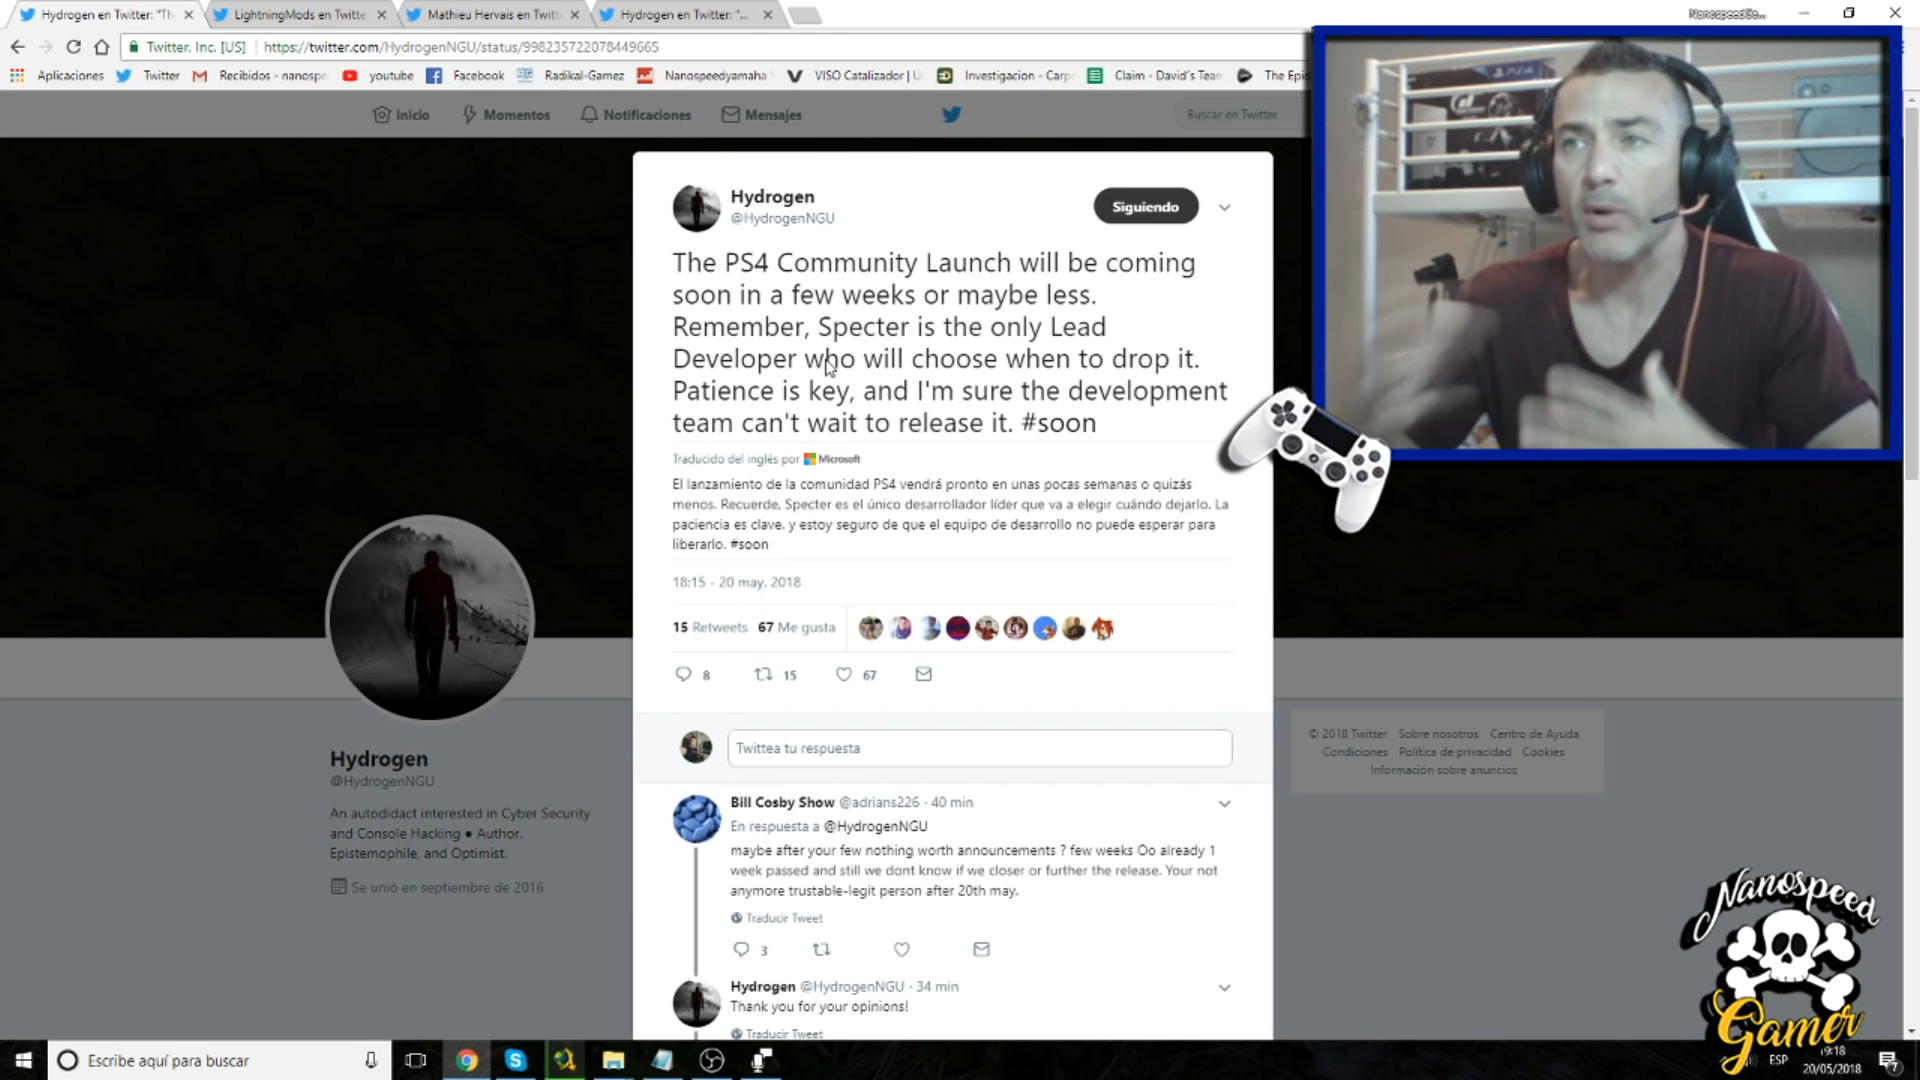 Hydrogen en Twitter: "Th
LightningMods en Twitte
Mathieu Hervais en Twitt
Hydrogen en Twitter: "...
Twitter, Inc. [US]
https://twitter.com/HydrogenNGU/status/998235722078449665
Aplicaciones
Twitter
Recibidos - nanospe
youtube
Facebook
Radikal-Gamez
Nanospeedyamaha
VISO Catalizador | U
Investigacion - Carp
Claim - David's Tean
The Epi
Inicio
Momentos
Notificaciones
Mensajes
Buscar en Twitter
Hydrogen
@HydrogenNGU
Siguiendo
The PS4 Community Launch will be coming
soon in a few weeks or maybe less.
Remember, Specter is the only Lead
Developer who will choose when to drop it.
Patience is key, and I'm sure the development
team can't wait to release it. #soon
Traducido del inglés por Microsoft
El lanzamiento de la comunidad PS4 vendrá pronto en unas pocas semanas o quizás
menos. Recuerde, Specter es el único desarrollador líder que va a elegir cuándo dejarlo. La
paciencia es clave, y estoy seguro de que el equipo de desarrollo no puede esperar para
liberarlo. #soon
18:15 - 20 may. 2018
15 Retweets 67 Me gusta
8 15 67
Twittea tu respuesta
Hydrogen
@HydrogenNGU
An autodidact interested in Cyber Security
and Console Hacking ● Author.
Epistemophile, and Optimist.
Se unió en septiembre de 2016
© 2018 Twitter Sobre nosotros Centro de Ayuda
Condiciones Política de privacidad Cookies
Información sobre anuncios
Bill Cosby Show @adrians226 · 40 min
En respuesta a @HydrogenNGU
maybe after your few nothing worth announcements ? few weeks Oo already 1
week passed and still we dont know if we closer or further the release. Your not
anymore trustable-legit person after 20th may.
Traducir Tweet
3
Hydrogen @HydrogenNGU · 34 min
Thank you for your opinions!
Traducir Tweet
PS4
Nanospeed
Gamer
Escribe aquí para buscar
ESP
19:18
20/05/2018
7